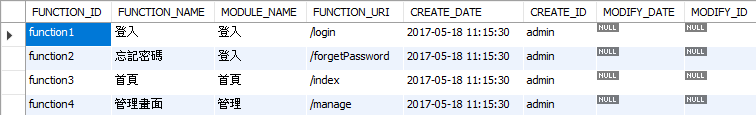 FUNCTION_ID FUNCTION_NAME MODULE_NAME FUNCTION_URI CREATE_DATE CREATE_ID MODIFY_DATE MODIFY_ID
function1 登入 登入 /login 2017-05-18 11:15:30 admin NULL NULL
function2 忘記密碼 登入 /forgetPassword 2017-05-18 11:15:30 admin NULL NULL
function3 首頁 首頁 /index 2017-05-18 11:15:30 admin NULL NULL
function4 管理畫面 管理 /manage 2017-05-18 11:15:30 admin NULL NULL